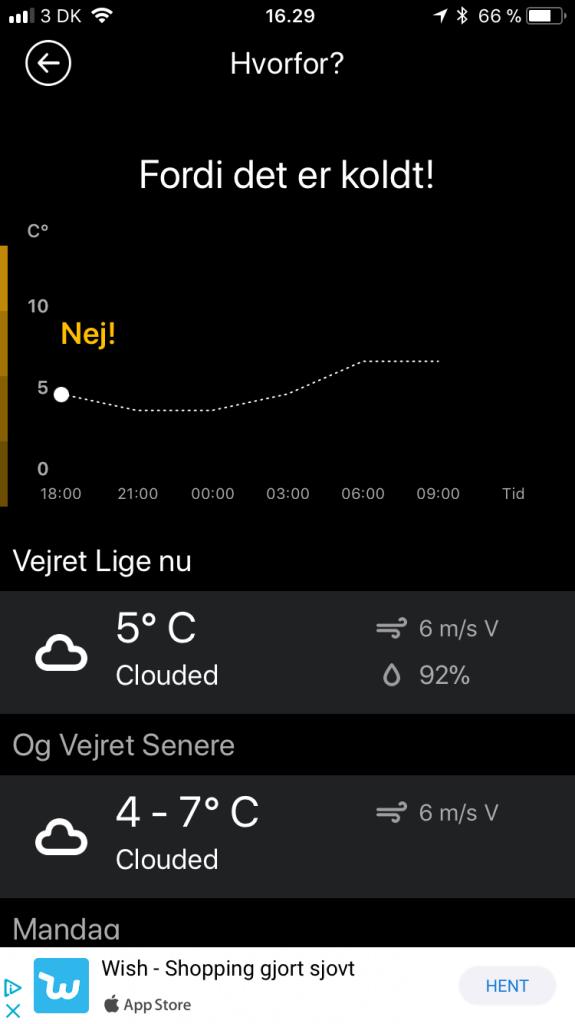 3 DK 16.29 66 %
Hvorfor?
Fordi det er koldt!
C°
10
Nej!
5
0
18:00 21:00 00:00 03:00 06:00 09:00 Tid
Vejret Lige nu
5° C
6 m/s V
Clouded
92%
Og Vejret Senere
4 - 7° C
6 m/s V
Clouded
Mandag
Wish - Shopping gjort sjovt
App Store
HENT